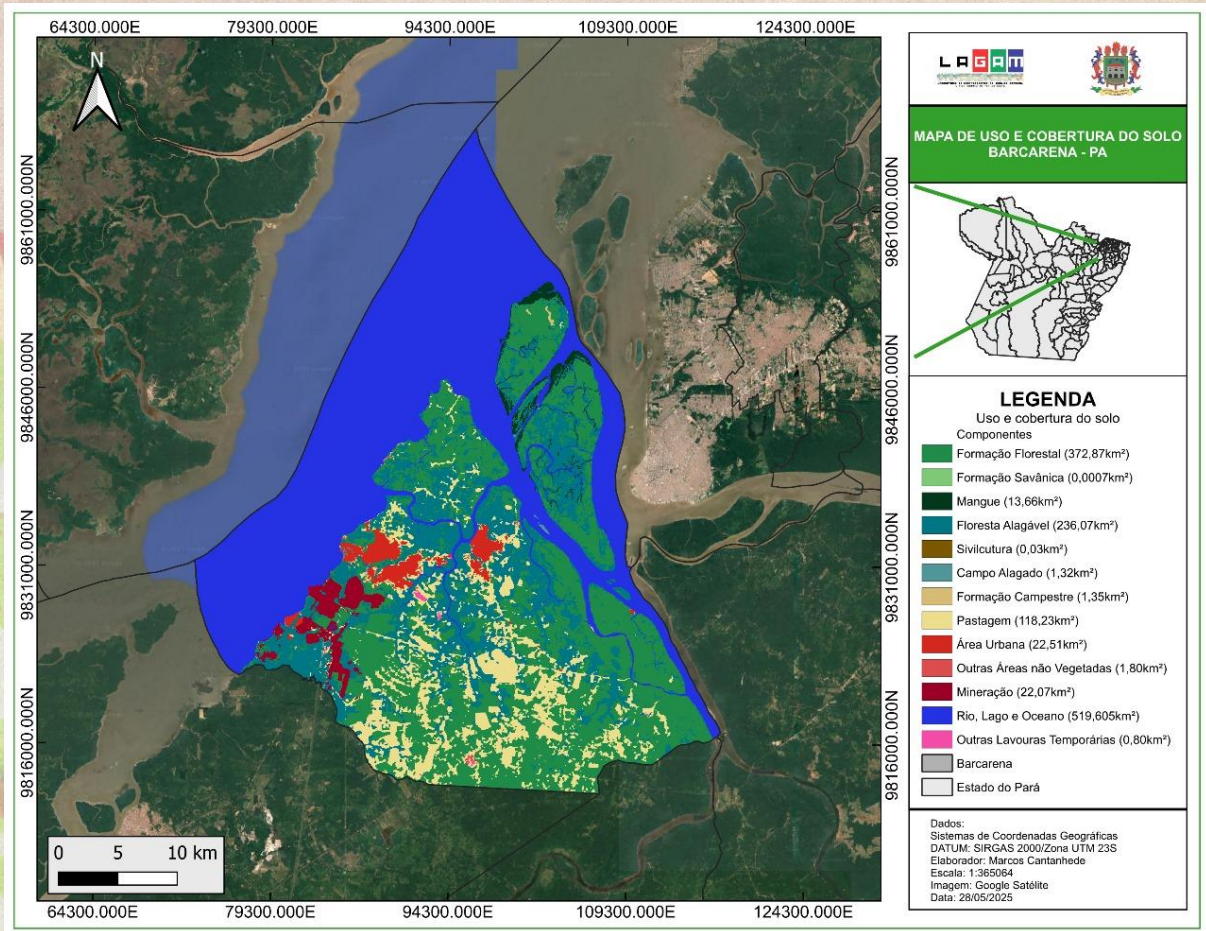 64300.000E 79300.000E 94300.000E 109300.000E 124300.000E
N
9861000.000N
9846000.000N
9831000.000N
9816000.000N
9861000.000N
9846000.000N
9831000.000N
9816000.000N
0 5 10 km
64300.000E 79300.000E 94300.000E 109300.000E 124300.000E
LAGAM
MAPA DE USO E COBERTURA DO SOLO
BARCARENA - PA
LEGENDA
Uso e cobertura do solo
Componentes
Formação Florestal (372,87km²)
Formação Savânica (0,0007km²)
Mangue (13,66km²)
Floresta Alagável (236,07km²)
Sivilcutura (0,03km²)
Campo Alagado (1,32km²)
Formação Campestre (1,35km²)
Pastagem (118,23km²)
Área Urbana (22,51km²)
Outras Áreas não Vegetadas (1,80km²)
Mineração (22,07km²)
Rio, Lago e Oceano (519,605km²)
Outras Lavouras Temporárias (0,80km²)
Barcarena
Estado do Pará
Dados:
Sistemas de Coordenadas Geográficas
DATUM: SIRGAS 2000/Zona UTM 23S
Elaborador: Marcos Cantanhede
Escala: 1:365064
Imagem: Google Satélite
Data: 28/05/2025